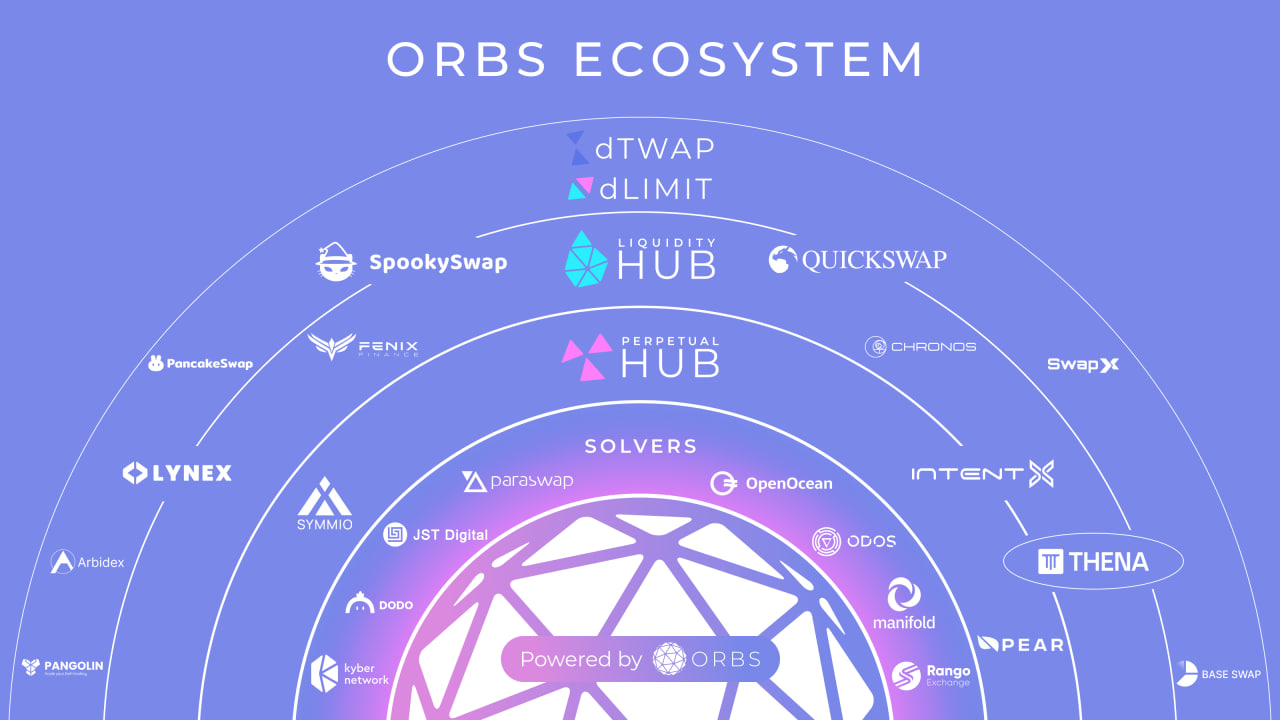 ORBS ECOSYSTEM
dTWAP
dLIMIT
SpookySwap
LIQUIDITY
HUB
QUICKSWAP
PancakeSwap
FENIX
FINANCE
PERPETUAL
HUB
CHRONOS
SwapX
LYNEX
SYMMIO
SOLVERS
paraswap
OpenOcean
INTENTX
JST Digital
ODOS
Arbidex
THENA
DODO
manifold
PANGOLIN
kyber
network
Powered by ORBS
Rango
Exchange
PEAR
BASE SWAP